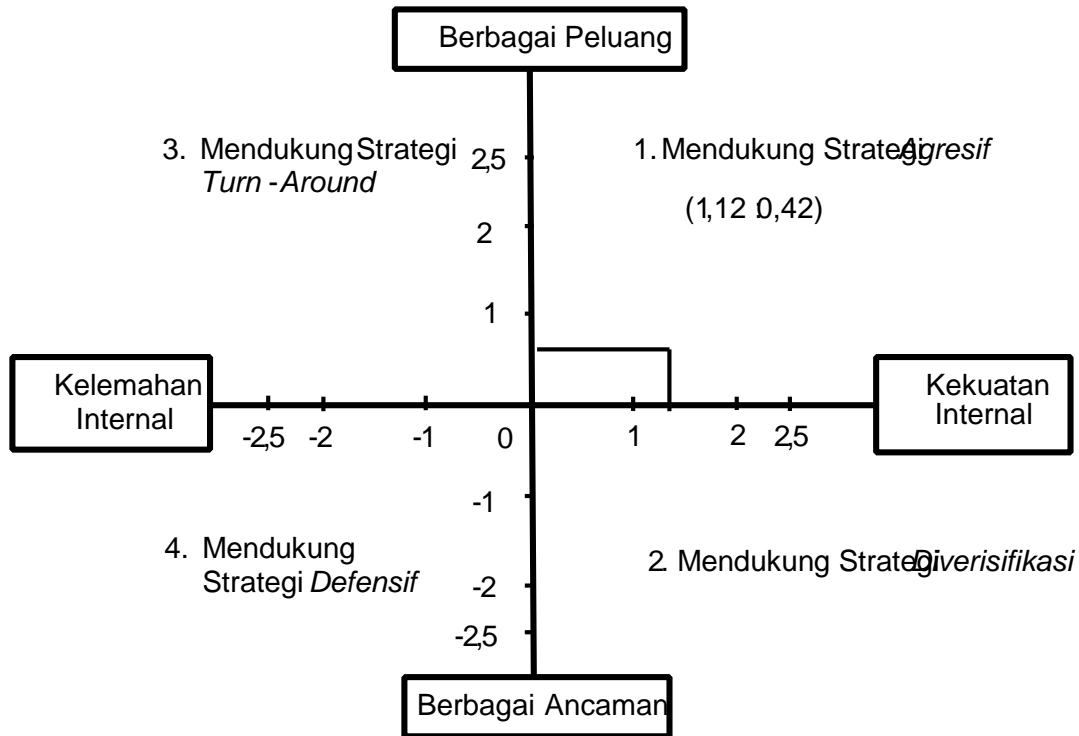 Berbagai Peluang
3. Mendukung Strategi
Turn - Around
1. Mendukung Strategi Agresif
(1,12 : 0,42)
2,5
2
1
Kelemahan
Internal
Kekuatan
Internal
-2,5 -2 -1 0 1 2 2,5
-1
4. Mendukung
Strategi Defensif
2. Mendukung Strategi Diverisifikasi
-2
-2,5
Berbagai Ancaman